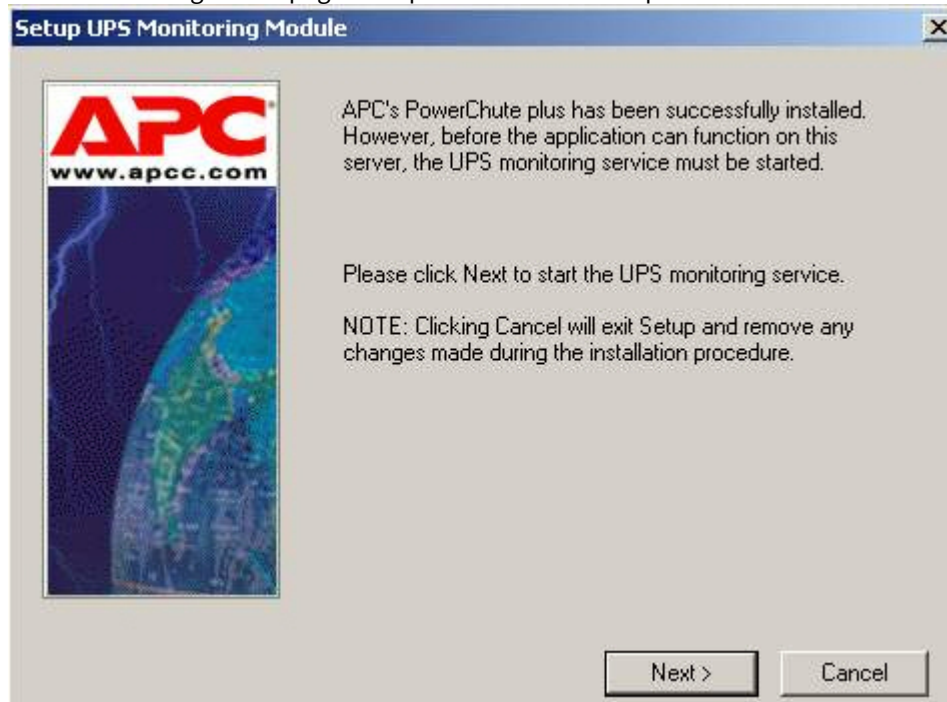 Setup UPS Monitoring Module
APC
www.apcc.com
APC's PowerChute plus has been successfully installed.
However, before the application can function on this
server, the UPS monitoring service must be started.
Please click Next to start the UPS monitoring service.
NOTE: Clicking Cancel will exit Setup and remove any
changes made during the installation procedure.
Next >
Cancel